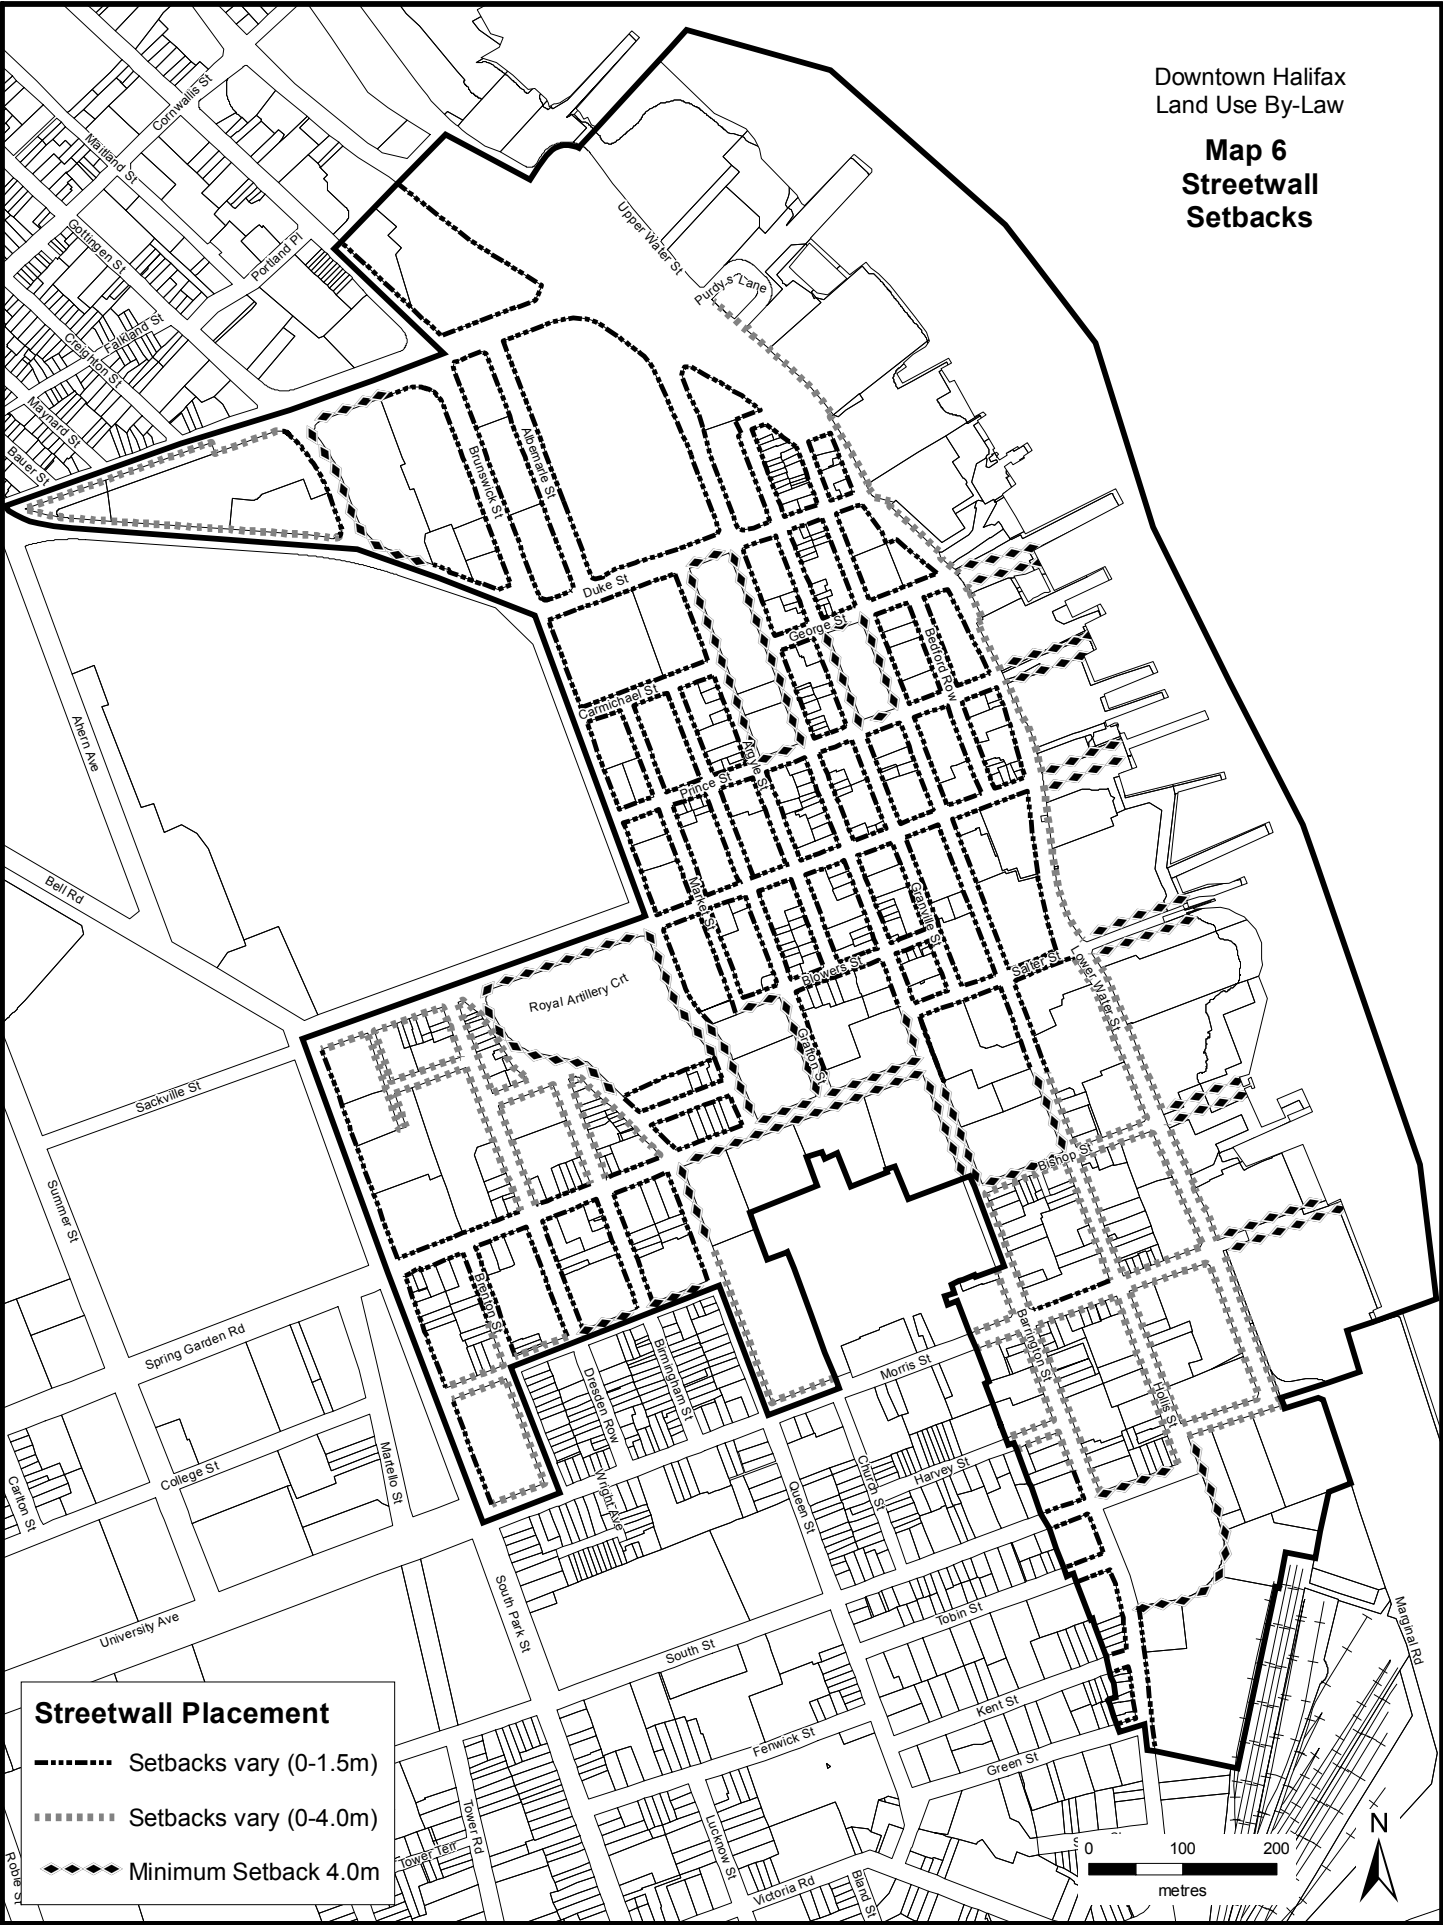 Downtown Halifax
Land Use By-Law
Map 6
Streetwall
Setbacks
Cornwallis St
Maitland St
Gottingen St
Portland Pl
Falkland St
Creighton St
Maynard St
Bauer St
Upper Water St
Purdy's Lane
Brunswick St
Albemarle St
Duke St
George St
Bedford Row
Carmichael St
Argyle St
Prince St
Ahern Ave
Bell Rd
Market St
Granville St
Blowers St
Salter St
Lower Water St
Royal Artillery Crt
Grafton St
Sackville St
Bishop St
Summer St
Brenton St
Spring Garden Rd
Barrington St
Birmingham St
Dresden Row
Morris St
Hollis St
College St
Martello St
Carlton St
Wright Ave
Queen St
Church St
Harvey St
South Park St
University Ave
Tobin St
South St
Marginal Rd
Kent St
Fenwick St
Green St
Tower Rd
Tower Terr
Lucknow St
Victoria Rd
Bland St
Robie St
Streetwall Placement
Setbacks vary (0-1.5m)
Setbacks vary (0-4.0m)
Minimum Setback 4.0m
N
0 100 200
metres